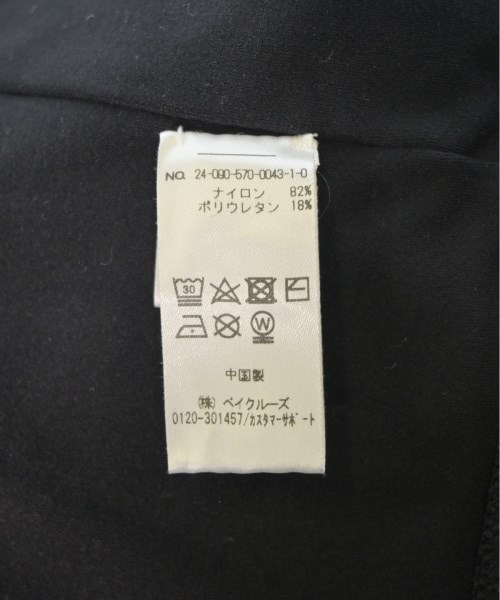 NO. 24-090-570-0043-1-0
ナイロン 82%
ポリウレタン 18%
30
W
中国製
(株) ベイクルーズ
0120-301457/カスタマーサポート